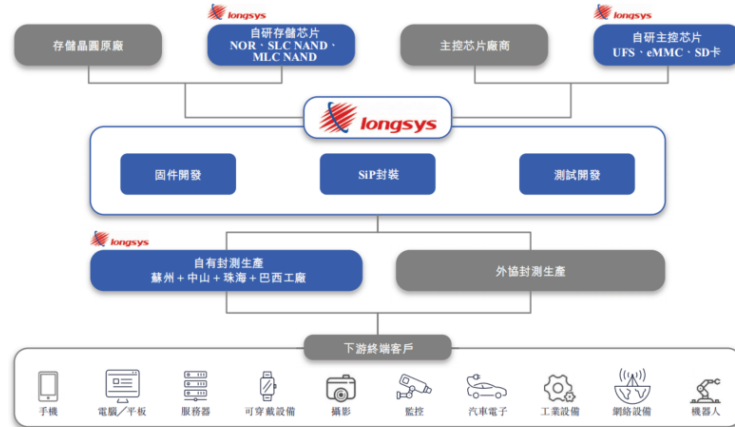 longsys
longsys
存儲晶圓原廠
自研存儲芯片
NOR、SLC NAND、
MLC NAND
主控芯片廠商
自研主控芯片
UFS、eMMC、SD卡
longsys
固件開發
SiP封裝
測試開發
longsys
自有封測生產
蘇州＋中山＋珠海＋巴西工廠
外協封測生產
下游終端客戶
手機
電腦／平板
服務器
可穿戴設備
攝影
監控
汽車電子
工業設備
網絡設備
機器人